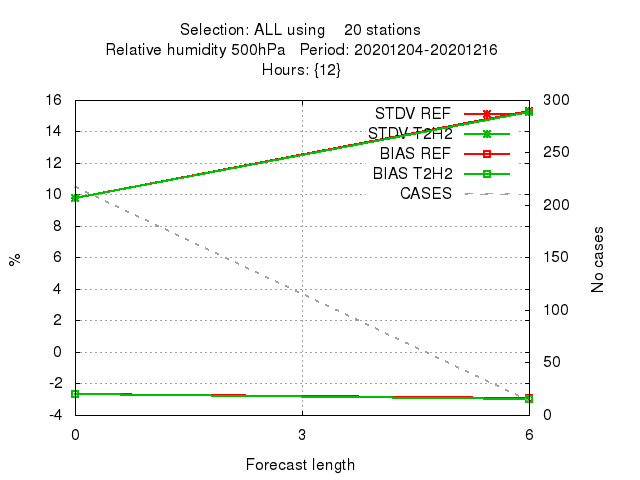 Selection: ALL using 20 stations
Relative humidity 500hPa Period: 20201204-20201216
Hours: {12}
16
14
12
10
8
6
4
2
0
-2
-4
%
STDV REF
STDV T2H2
BIAS REF
BIAS T2H2
CASES
300
250
200
150
100
50
0
No cases
0
3
6
Forecast length